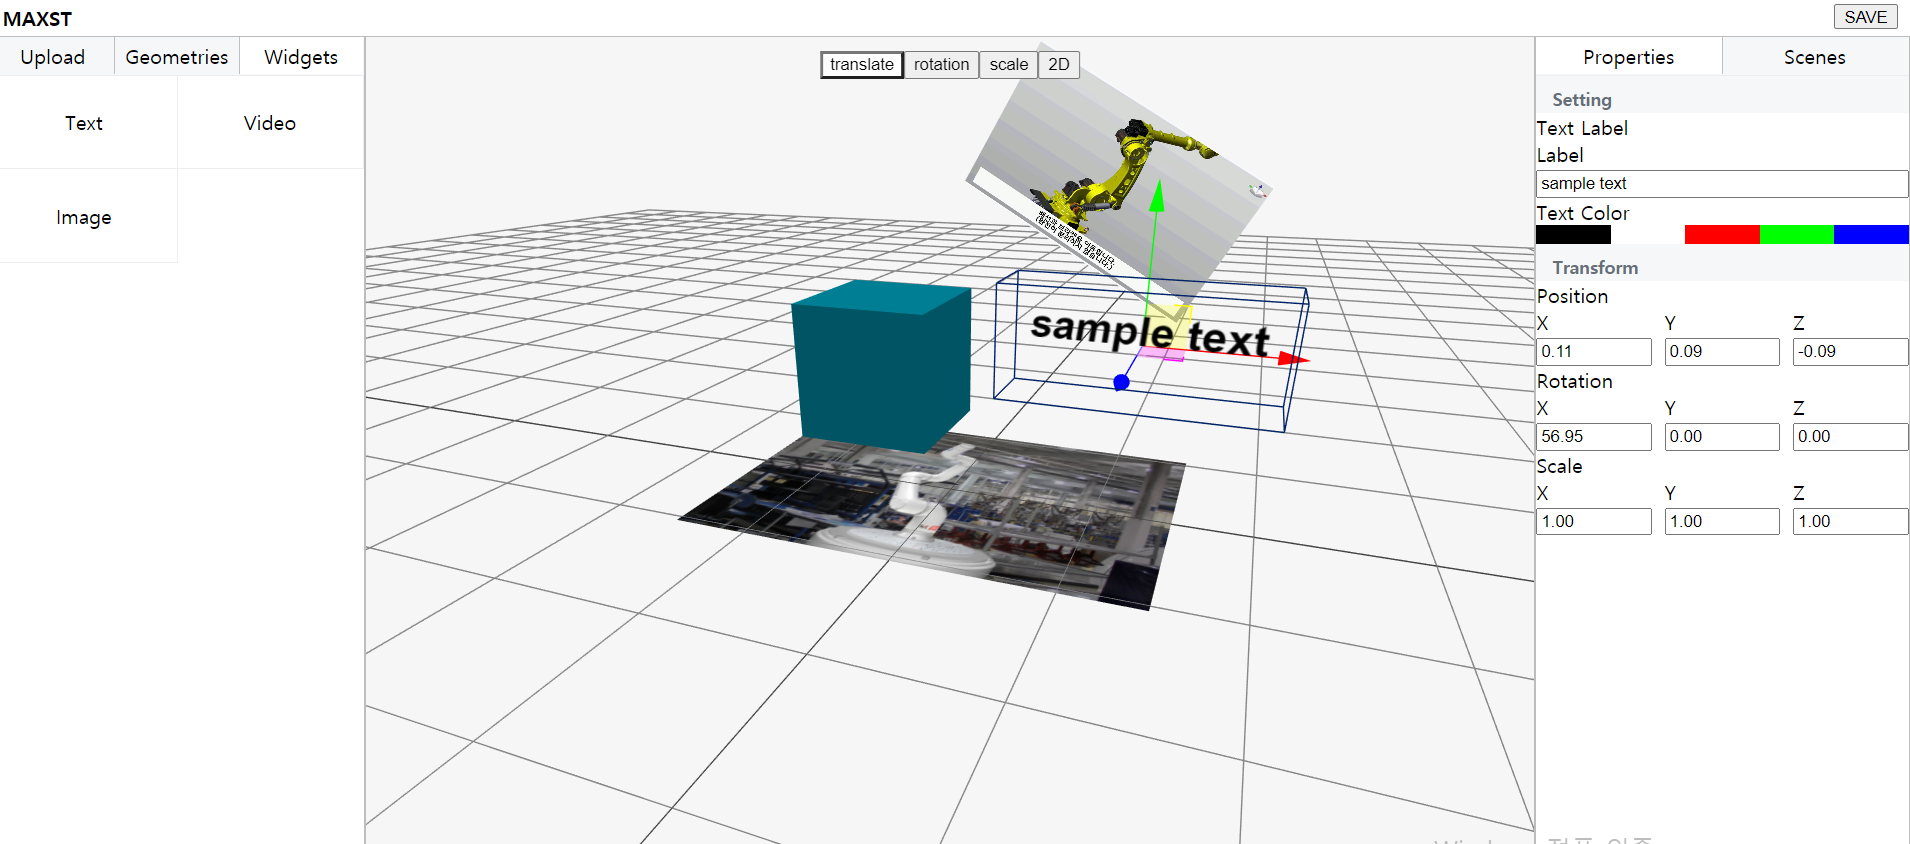 MAXST
SAVE
Upload
Geometries
Widgets
Text
Video
Image
translate
rotation
scale
2D
sample text
Properties
Scenes
Setting
Text Label
Label
sample text
Text Color
Transform
Position
X Y Z
0.11 0.09 -0.09
Rotation
X Y Z
56.95 0.00 0.00
Scale
X Y Z
1.00 1.00 1.00